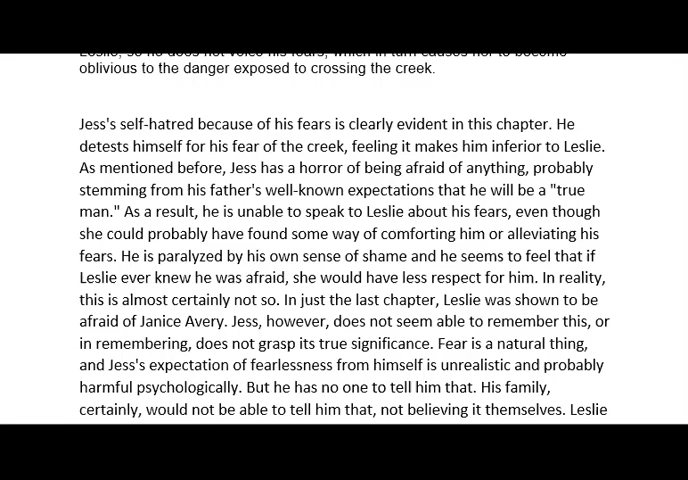 oblivious to the danger exposed to crossing the creek.
Jess's self-hatred because of his fears is clearly evident in this chapter. He
detests himself for his fear of the creek, feeling it makes him inferior to Leslie.
As mentioned before, Jess has a horror of being afraid of anything, probably
stemming from his father's well-known expectations that he will be a "true
man." As a result, he is unable to speak to Leslie about his fears, even though
she could probably have found some way of comforting him or alleviating his
fears. He is paralyzed by his own sense of shame and he seems to feel that if
Leslie ever knew he was afraid, she would have less respect for him. In reality,
this is almost certainly not so. In just the last chapter, Leslie was shown to be
afraid of Janice Avery. Jess, however, does not seem able to remember this, or
in remembering, does not grasp its true significance. Fear is a natural thing,
and Jess's expectation of fearlessness from himself is unrealistic and probably
harmful psychologically. But he has no one to tell him that. His family,
certainly, would not be able to tell him that, not believing it themselves. Leslie